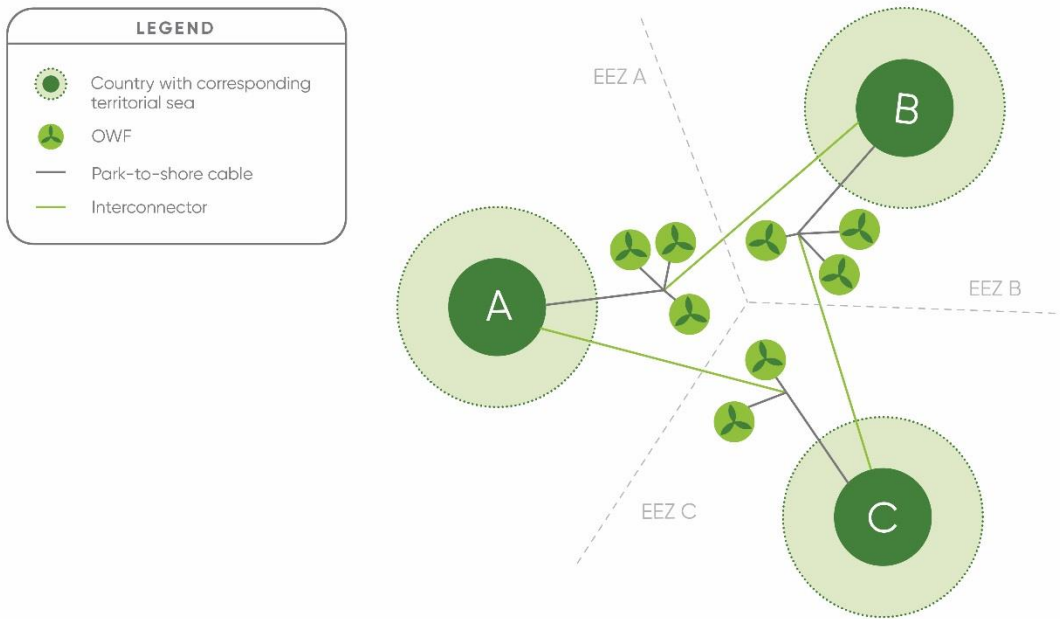 LEGEND
Country with corresponding
territorial sea
OWF
Park-to-shore cable
Interconnector
EEZ A
B
A
EEZ B
EEZ C
C